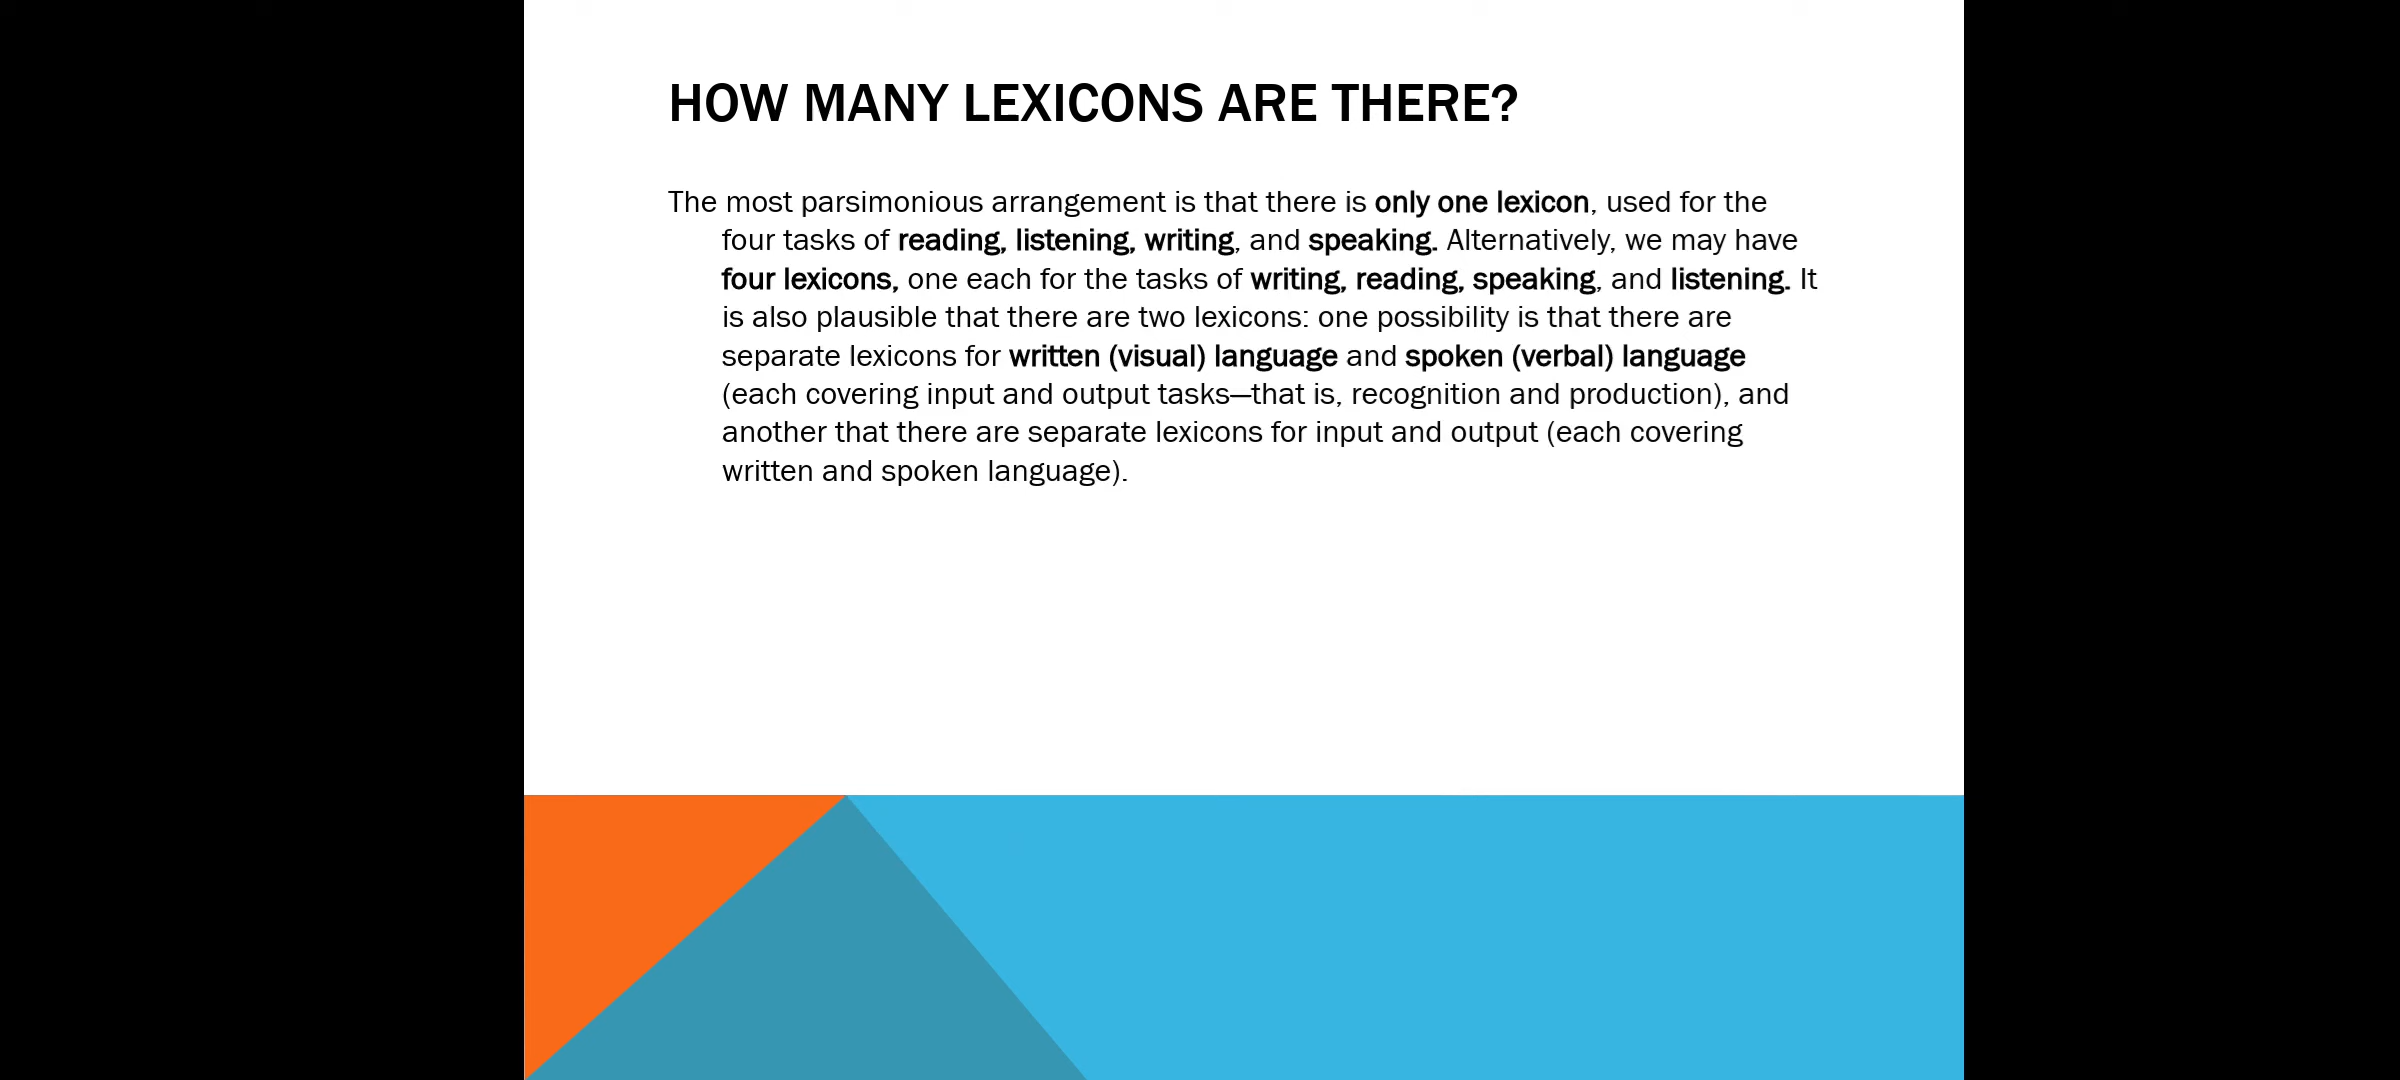 HOW MANY LEXICONS ARE THERE?
The most parsimonious arrangement is that there is only one lexicon, used for the
four tasks of reading, listening, writing, and speaking. Alternatively, we may have
four lexicons, one each for the tasks of writing, reading, speaking, and listening. It
is also plausible that there are two lexicons: one possibility is that there are
separate lexicons for written (visual) language and spoken (verbal) language
(each covering input and output tasks—that is, recognition and production), and
another that there are separate lexicons for input and output (each covering
written and spoken language).